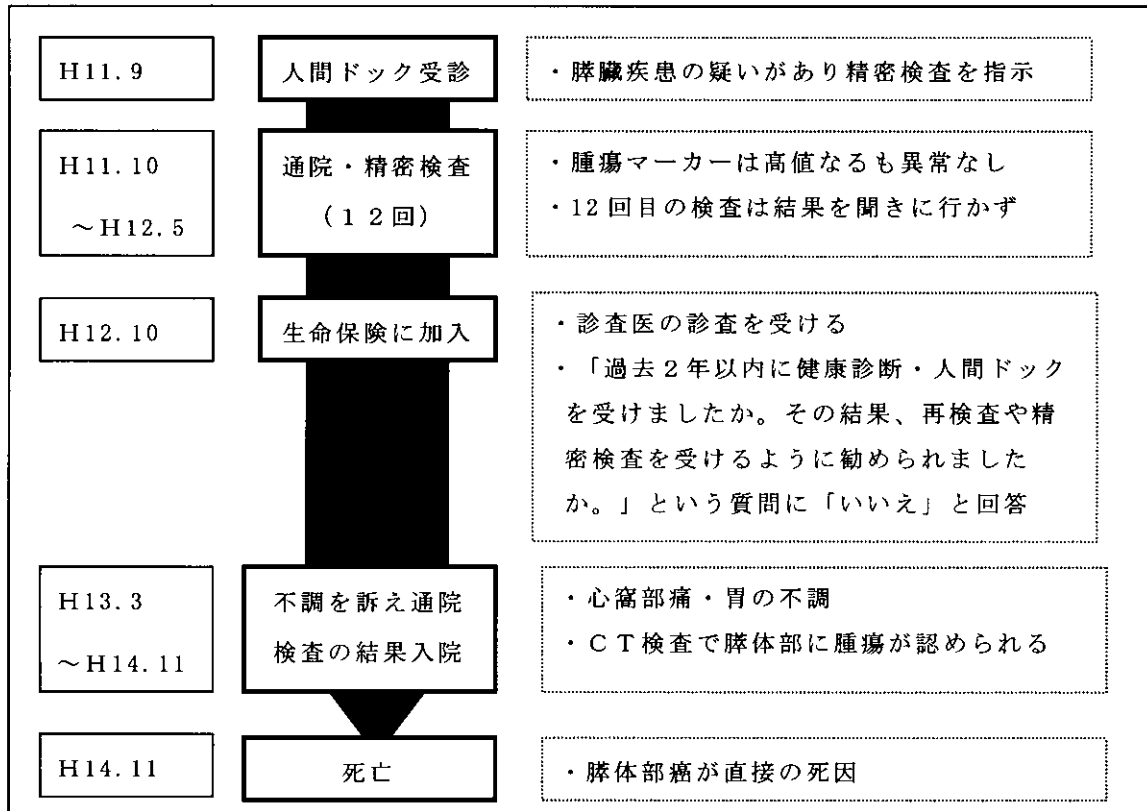 H11.9
人間ドック受診
・膵臓疾患の疑いがあり精密検査を指示
H11.10
～H12.5
通院・精密検査
(12回)
・腫瘍マーカーは高値なるも異常なし
・12回目の検査は結果を聞きに行かず
H12.10
生命保険に加入
・診査医の診査を受ける
・「過去2年以内に健康診断・人間ドック
を受けましたか。その結果、再検査や精
密検査を受けるように勧められました
か。」という質問に「いいえ」と回答
H13.3
～H14.11
不調を訴え通院
検査の結果入院
・心窩部痛・胃の不調
・CT検査で膵体部に腫瘍が認められる
H14.11
死亡
・膵体部癌が直接の死因